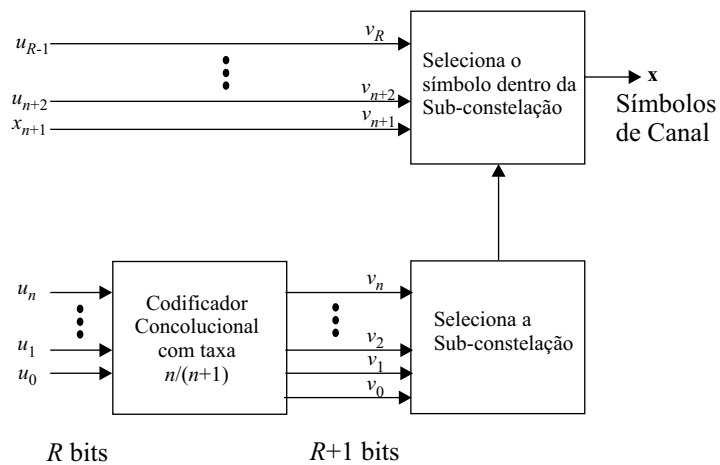 u_{R-1} v_R
u_{n+2} v_{n+2}
x_{n+1} v_{n+1}
Seleciona o
símbolo dentro da
Sub-constelação
x
Símbolos
de Canal
u_n
u_1
u_0
Codificador
Concolucional
com taxa
n/(n+1)
v_n
v_2
v_1
v_0
Seleciona a
Sub-constelação
R bits
R+1 bits